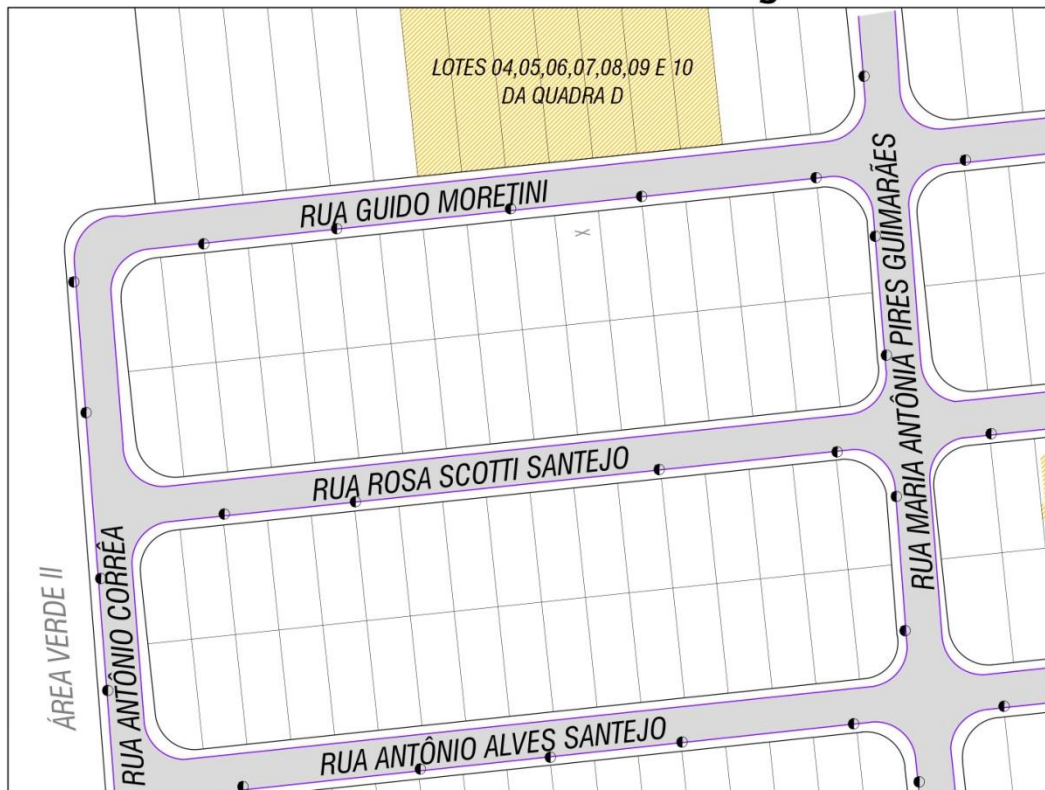 LOTES 04,05,06,07,08,09 E 10
DA QUADRA D
RUA GUIDO MORETINI
RUA MARIA ANTÔNIA PIRES GUIMARÃES
RUA ROSA SCOTTI SANTEJO
ÁREA VERDE II
RUA ANTÔNIO CORRÊA
RUA ANTÔNIO ALVES SANTEJO